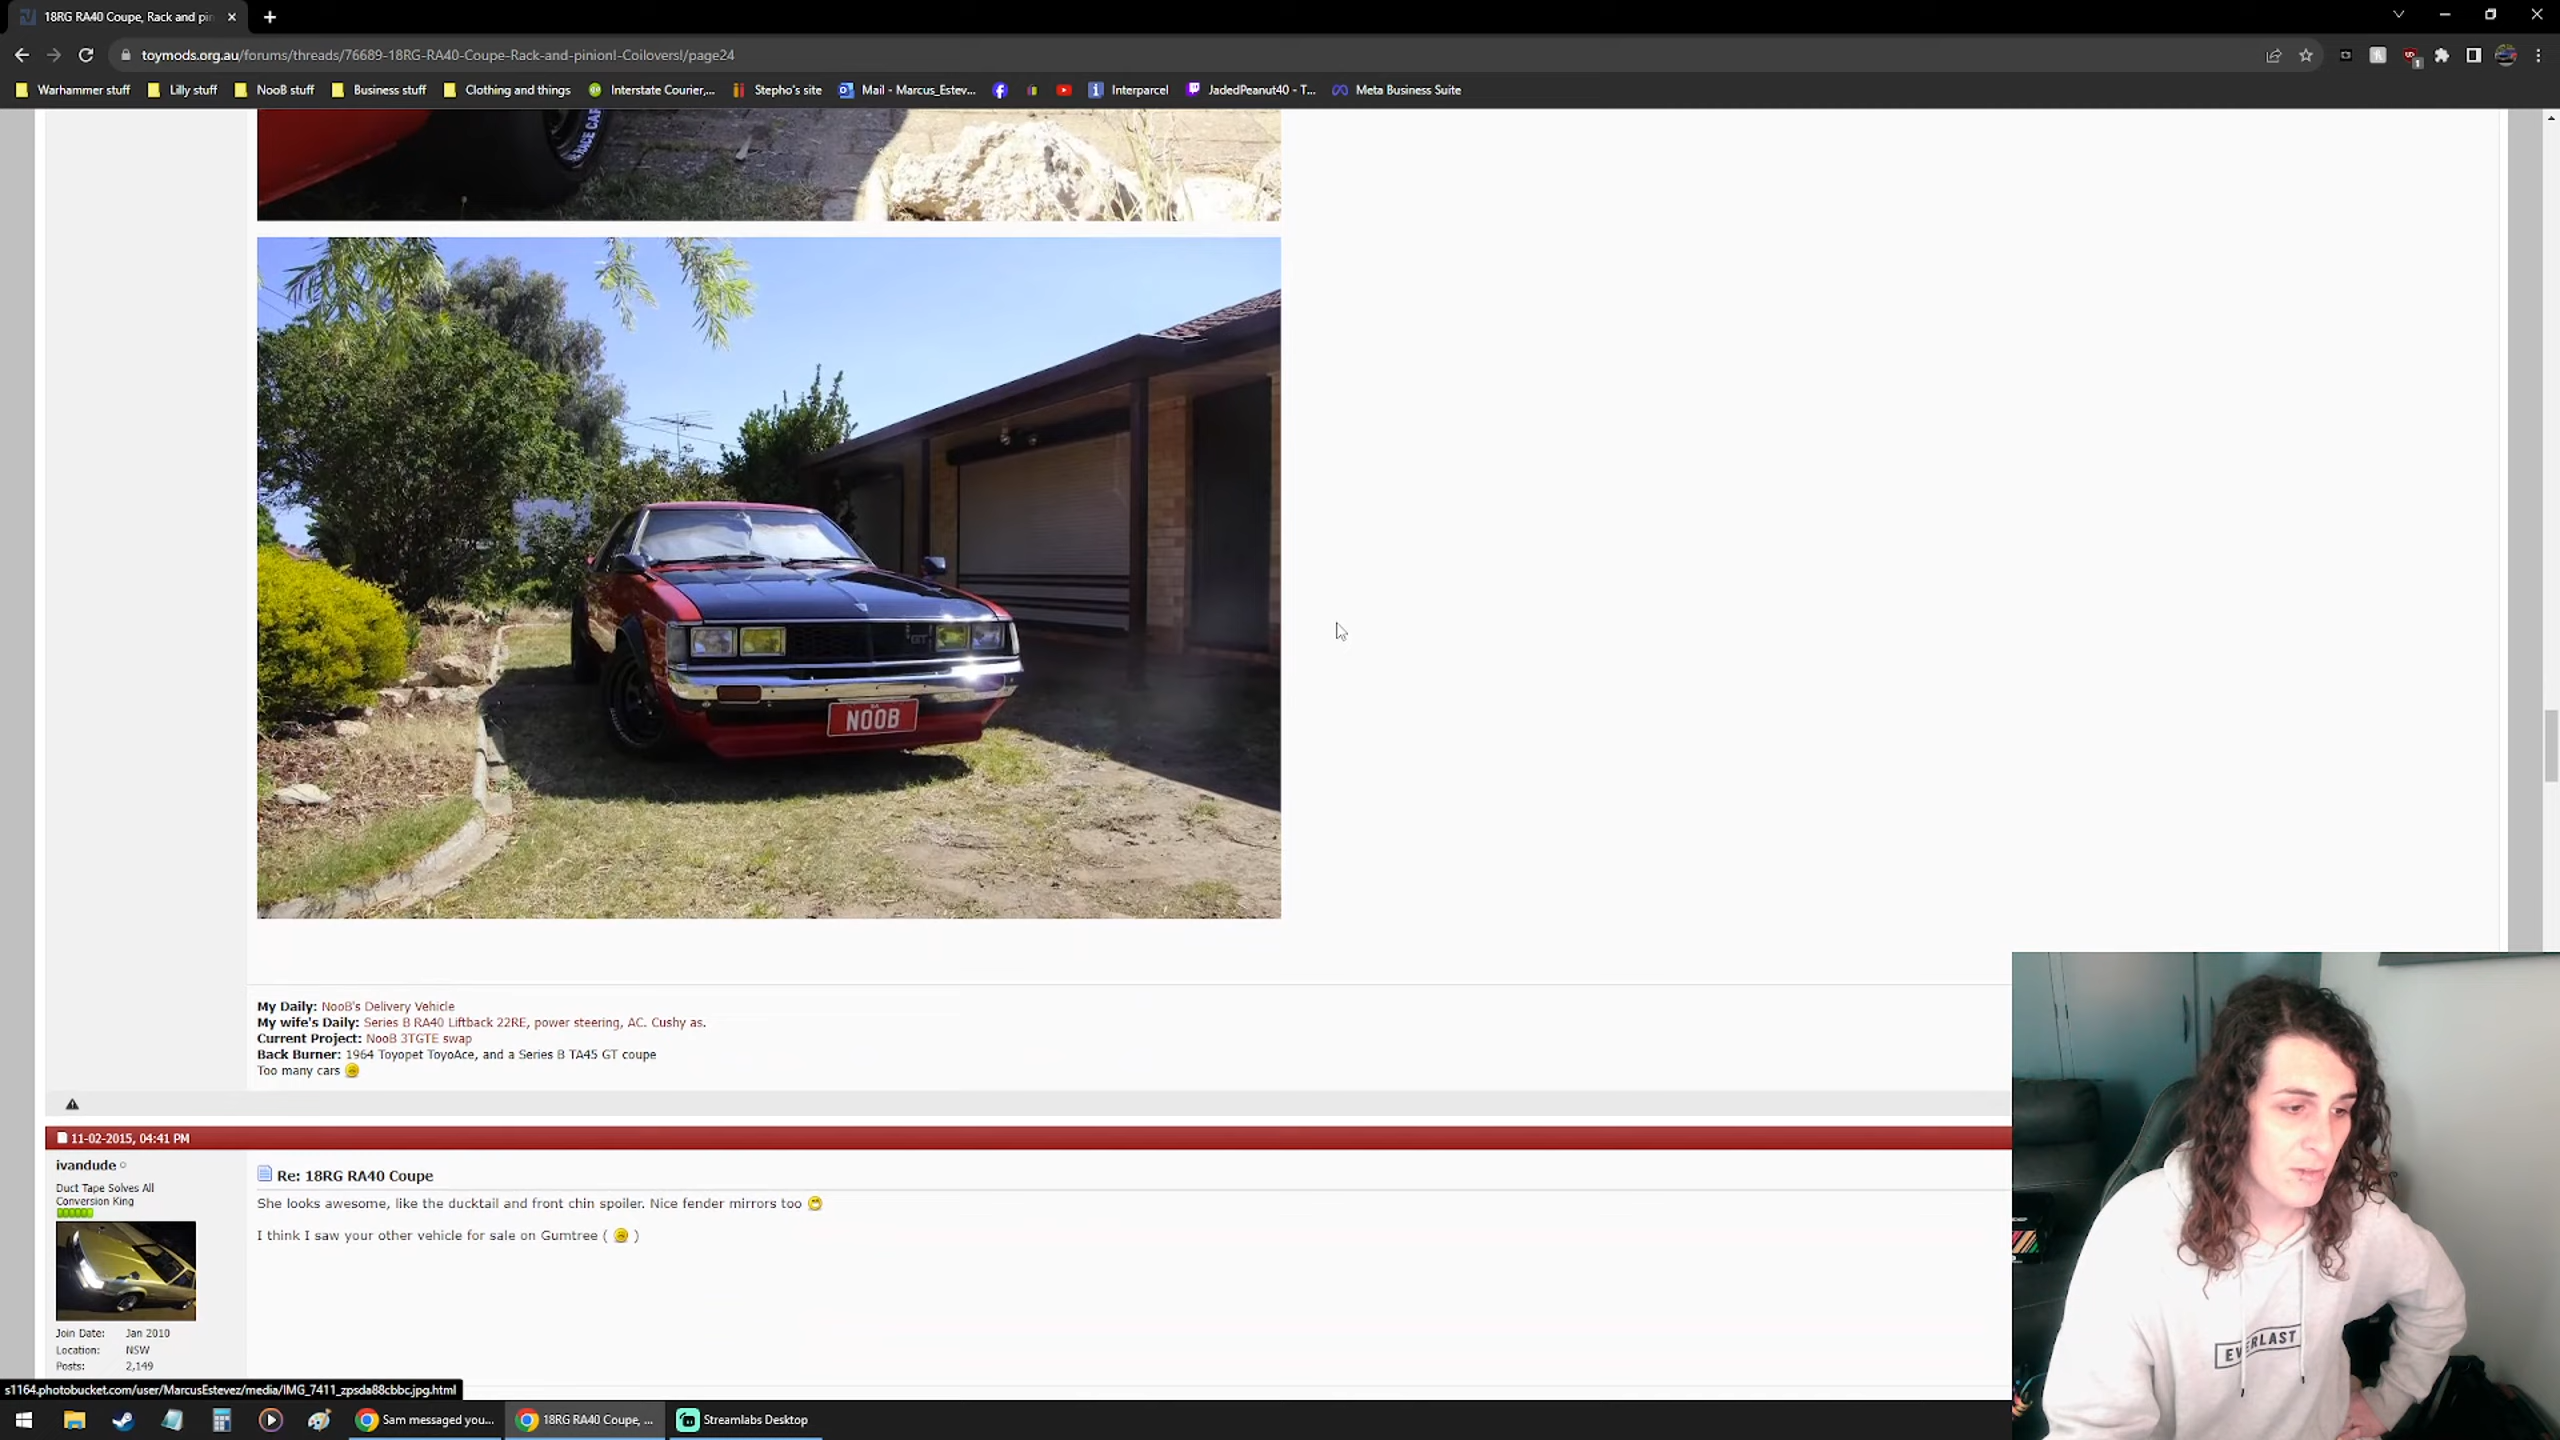 18RG RA40 Coupe, Rack and pin
toymods.org.au/forums/threads/76689-18RG-RA40-Coupe-Rack-and-pinionl-Coiloversl/page24
1
Warhammer stuff
Lilly stuff
NooB stuff
Business stuff
Clothing and things
Interstate Courier,...
Stepho's site
Mail - Marcus_Estev...
Interparcel
JadedPeanut40 - T...
Meta Business Suite
RACE CAR
GT
NOOB
My Daily: NooB's Delivery Vehicle
My wife's Daily: Series B RA40 Liftback 22RE, power steering, AC. Cushy as.
Current Project: NooB 3TGTE swap
Back Burner: 1964 Toyopet ToyoAce, and a Series B TA45 GT coupe
Too many cars
11-02-2015, 04:41 PM
ivandude
Duct Tape Solves All
Conversion King
Re: 18RG RA40 Coupe
She looks awesome, like the ducktail and front chin spoiler. Nice fender mirrors too
I think I saw your other vehicle for sale on Gumtree ( )
Join Date: Jan 2010
Location: NSW
Posts: 2,149
EVERLAST
s1164.photobucket.com/user/MarcusEstevez/media/IMG_7411_zpsda88cbbc.jpg.html
Sam messaged you...
18RG RA40 Coupe, ...
Streamlabs Desktop